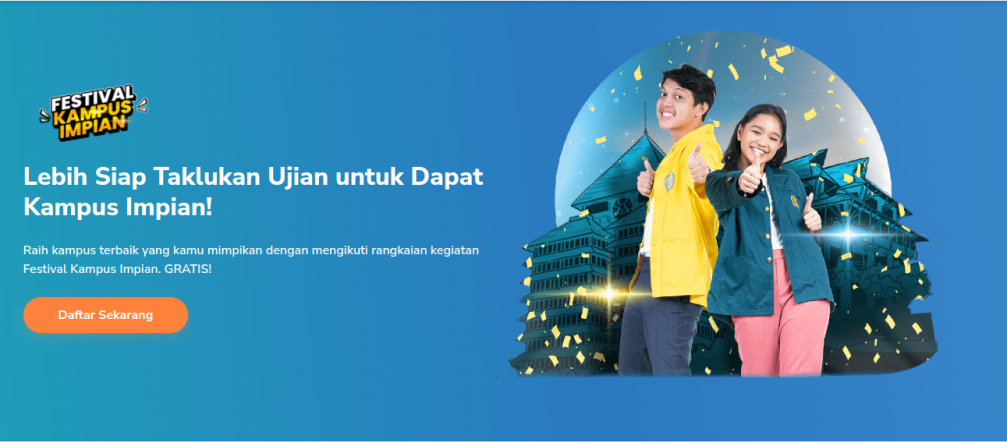 FESTIVAL
KAMPUS
IMPIAN
Lebih Siap Taklukan Ujian untuk Dapat
Kampus Impian!
Raih kampus terbaik yang kamu mimpikan dengan mengikuti rangkaian kegiatan
Festival Kampus Impian. GRATIS!
Daftar Sekarang